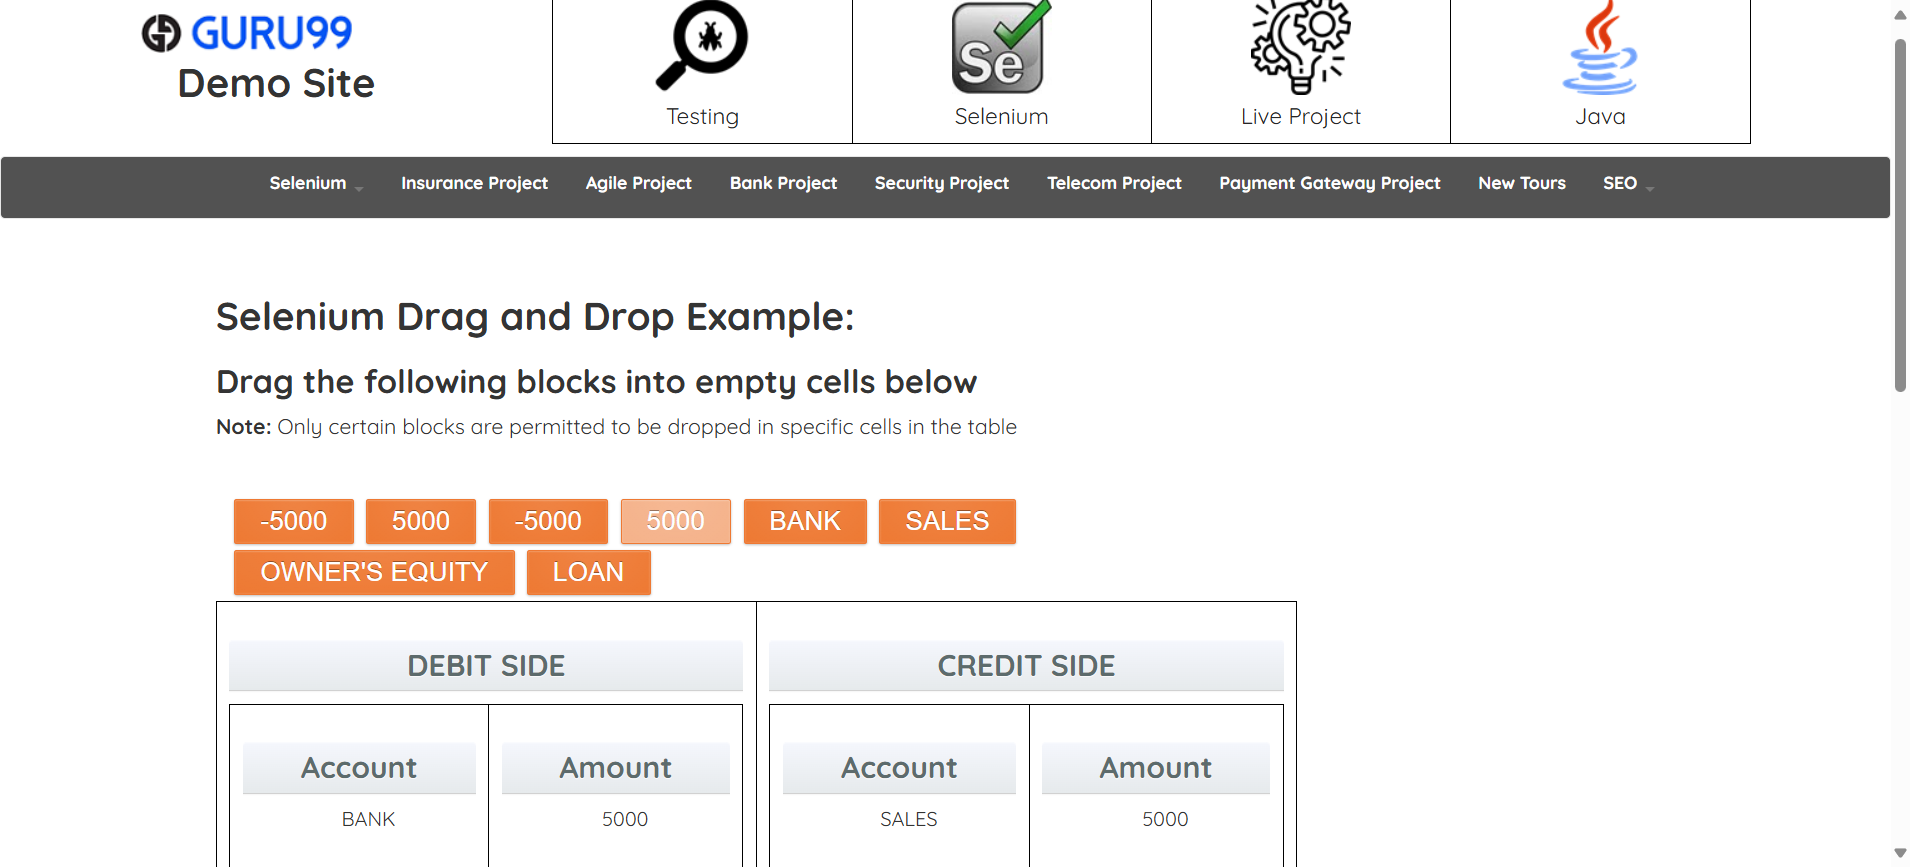 GURU99
Demo Site
Se
Testing
Selenium
Live Project
Java
Selenium
Insurance Project
Agile Project
Bank Project
Security Project
Telecom Project
Payment Gateway Project
New Tours
SEO
Selenium Drag and Drop Example:
Drag the following blocks into empty cells below
Note: Only certain blocks are permitted to be dropped in specific cells in the table
-5000
5000
-5000
5000
BANK
SALES
OWNER'S EQUITY
LOAN
DEBIT SIDE
CREDIT SIDE
Account
Amount
Account
Amount
BANK
5000
SALES
5000